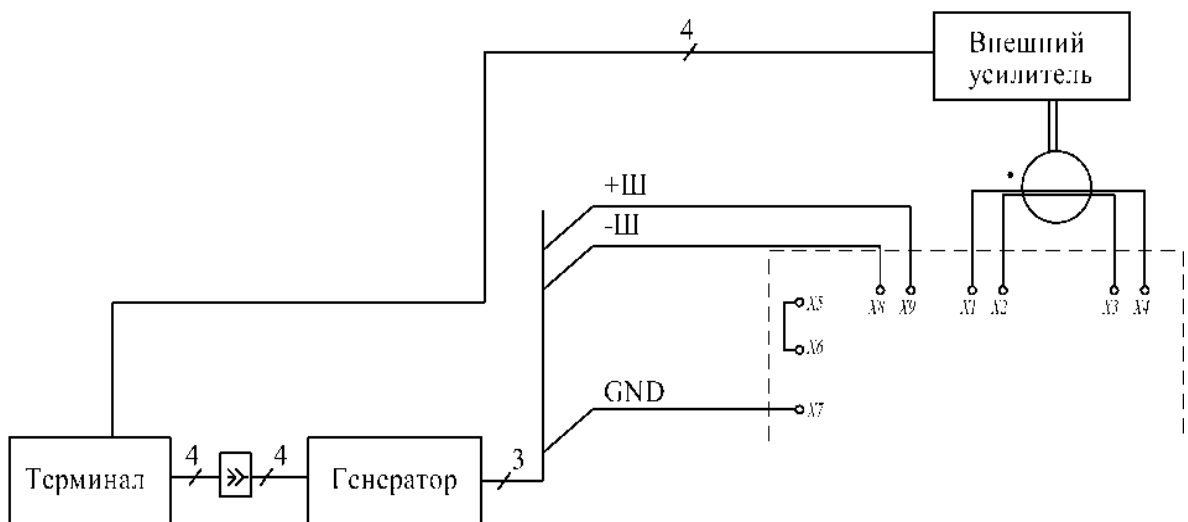 4
Внешний
усилитель
+Ш
-Ш
X5
X8 X9 X1 X2 X3 X4
X6
GND
X7
Терминал
4
4
Генератор
3